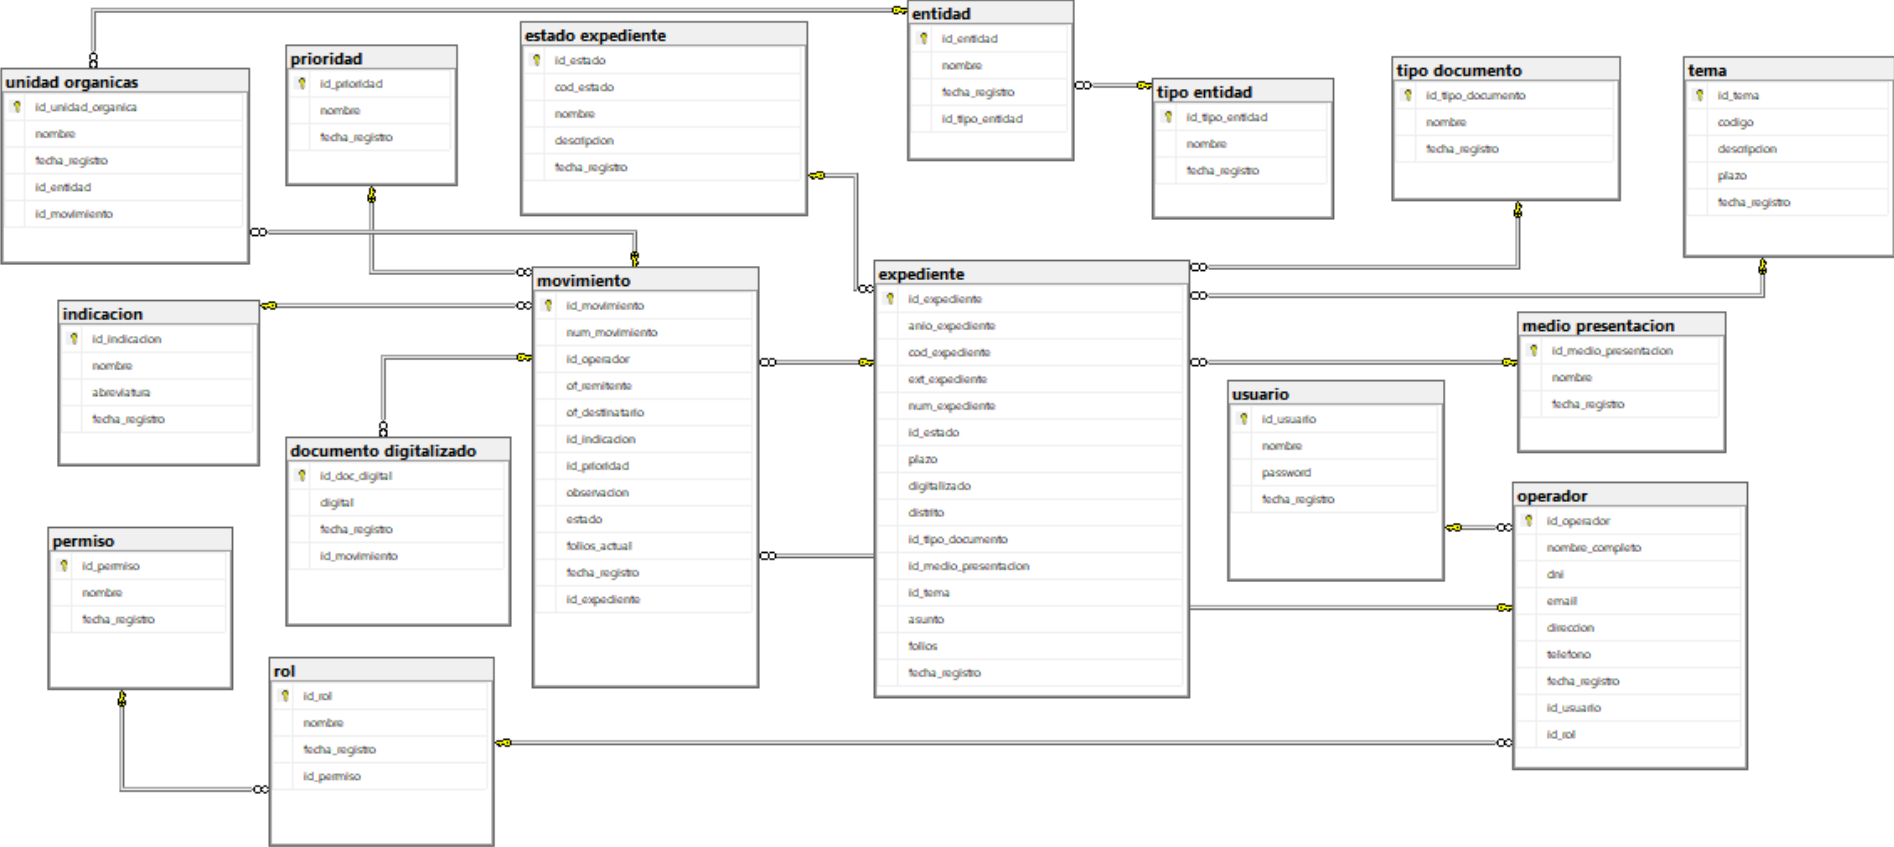 entidad
id_entidad
nombre
fecha_registro
id_tipo_entidad
estado expediente
id_estado
cod_estado
nombre
descripcion
fecha_registro
prioridad
id_prioridad
nombre
fecha_registro
unidad organicas
id_unidad_organica
nombre
fecha_registro
id_entidad
id_movimiento
tipo entidad
id_tipo_entidad
nombre
fecha_registro
tipo documento
id_tipo_documento
nombre
fecha_registro
tema
id_tema
codigo
descripcion
plazo
fecha_registro
indicacion
id_indicacion
nombre
abreviatura
fecha_registro
movimiento
id_movimiento
num_movimiento
id_operador
of_remitente
of_destinatario
id_indicacion
id_prioridad
observacion
estado
folios_actual
fecha_registro
id_expediente
expediente
id_expediente
anio_expediente
cod_expediente
ext_expediente
num_expediente
id_estado
plazo
digitalizado
distrito
id_tipo_documento
id_medio_presentacion
id_tema
asunto
folios
fecha_registro
medio presentacion
id_medio_presentacion
nombre
fecha_registro
usuario
id_usuario
nombre
password
fecha_registro
documento digitalizado
id_doc_digital
digital
fecha_registro
id_movimiento
operador
id_operador
nombre_completo
dni
email
direccion
telefono
fecha_registro
id_usuario
id_rol
permiso
id_permiso
nombre
fecha_registro
rol
id_rol
nombre
fecha_registro
id_permiso